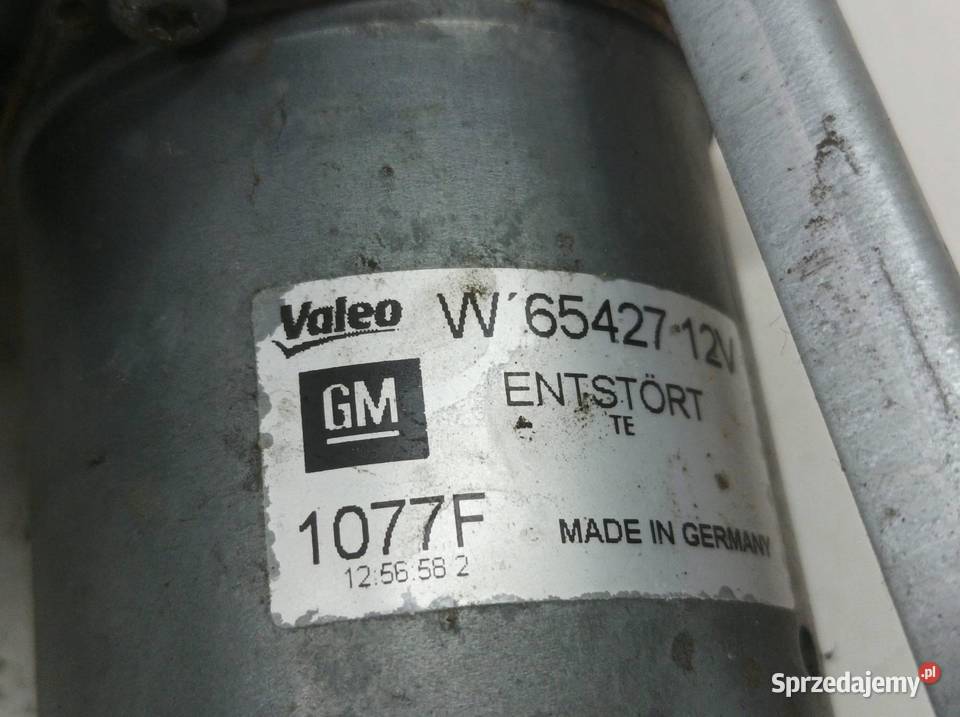 Valeo W´65427 12V
GM
ENTSTÖRT
TE
1077F
MADE IN GERMANY
12:56:58 2
Sprzedajemy.pl